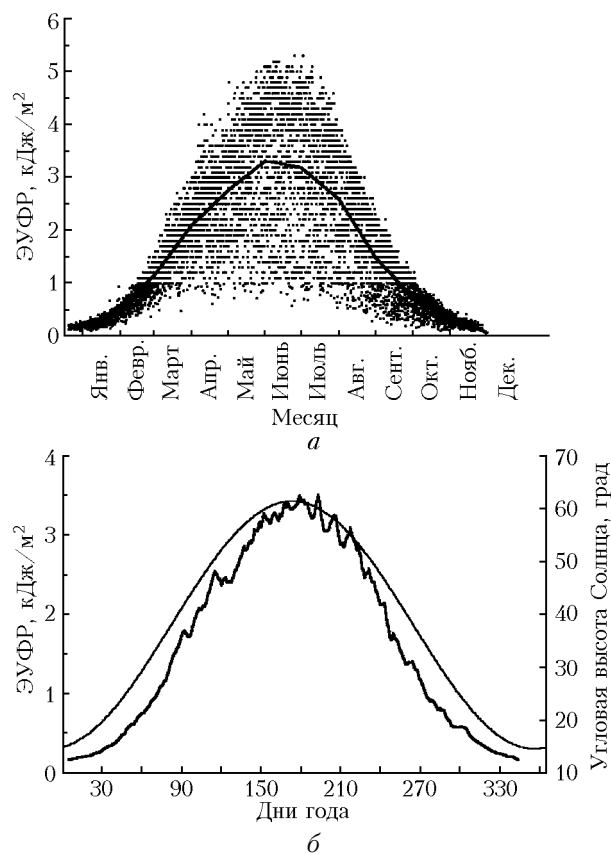 6
5
4
3
2
1
0
ЭУФР, кДж/м²
Янв.
Февр.
Март
Апр.
Май
Июнь
Июль
Авг.
Сент.
Окт.
Нояб.
Дек.
Месяц
а
4
3
2
1
0
ЭУФР, кДж/м²
70
60
50
40
30
20
10
Угловая высота Солнца, град
30 90 150 210 270 330
Дни года
б